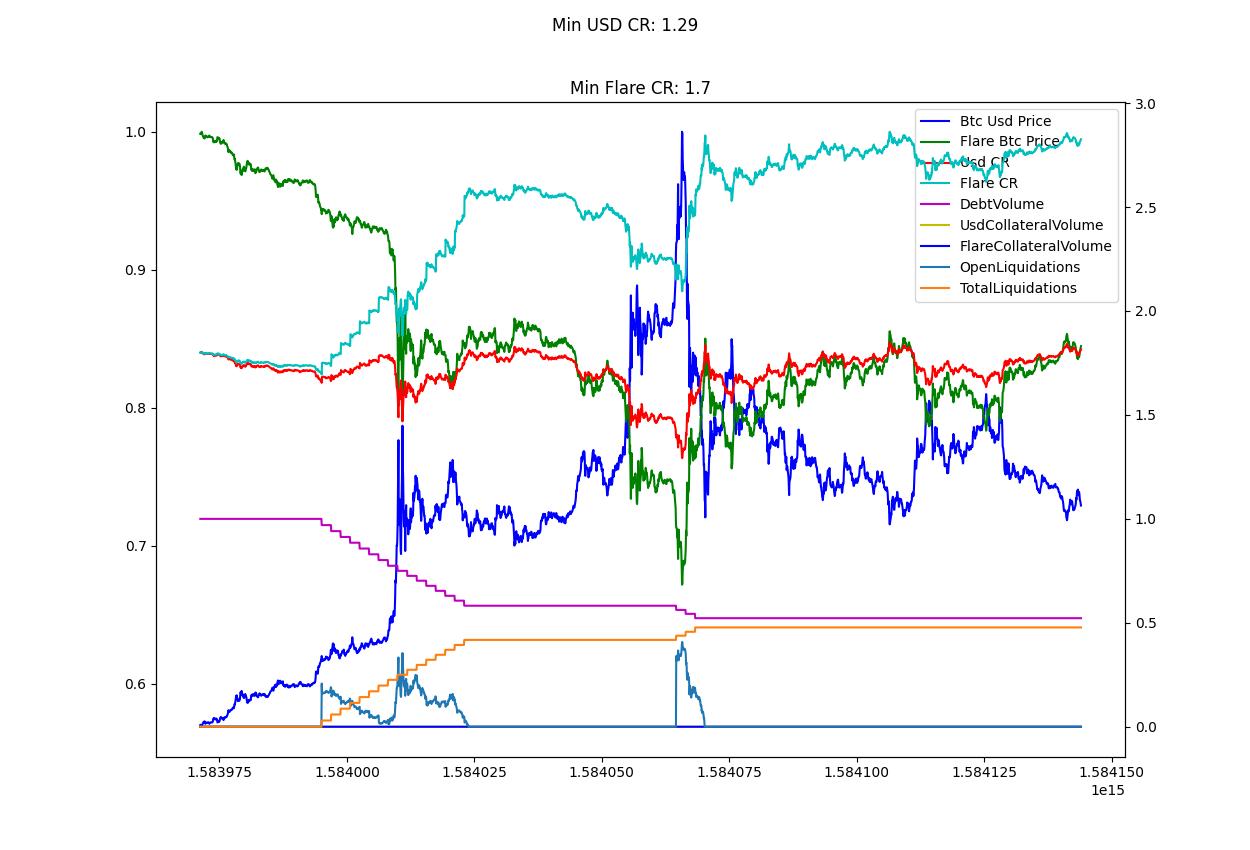 Min USD CR: 1.29
Min Flare CR: 1.7
Btc Usd Price
Flare Btc Price
Usd CR
Flare CR
DebtVolume
UsdCollateralVolume
FlareCollateralVolume
OpenLiquidations
TotalLiquidations
1.0
0.9
0.8
0.7
0.6
3.0
2.5
2.0
1.5
1.0
0.5
0.0
1.583975
1.584000
1.584025
1.584050
1.584075
1.584100
1.584125
1.584150
1e15